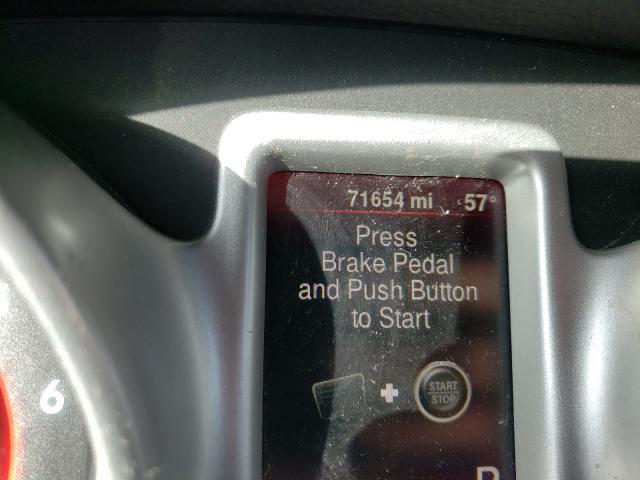 71654 mi 57°
Press
Brake Pedal
and Push Button
to Start
START
STOP
6